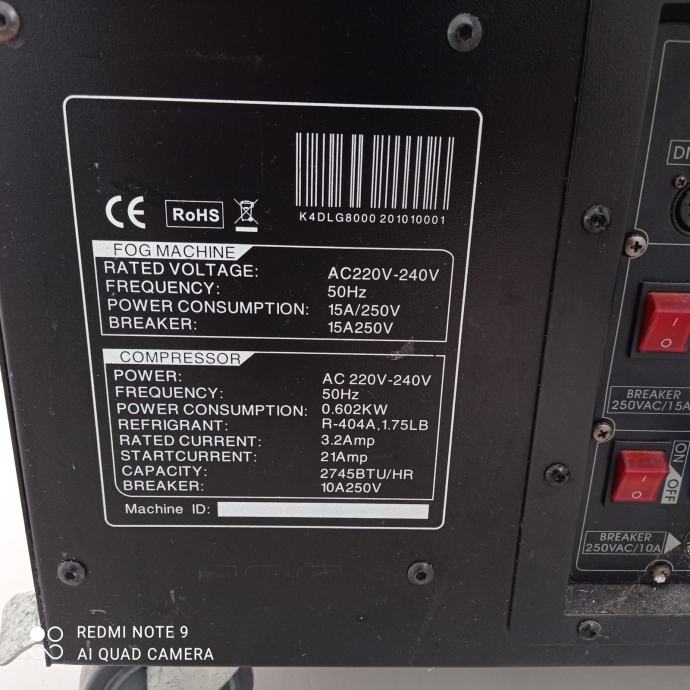 K4DLG8000 201010001
CE RoHS
FOG MACHINE
RATED VOLTAGE: AC220V-240V
FREQUENCY: 50Hz
POWER CONSUMPTION: 15A/250V
BREAKER: 15A250V
COMPRESSOR
POWER: AC 220V-240V
FREQUENCY: 50Hz
POWER CONSUMPTION: 0.602KW
REFRIGRANT: R-404A,1.75LB
RATED CURRENT: 3.2Amp
STARTCURRENT: 21Amp
CAPACITY: 2745BTU/HR
BREAKER: 10A250V
Machine ID:
BREAKER
250VAC/15A
ON
OFF
BREAKER
250VAC/10A
REDMI NOTE 9
AI QUAD CAMERA